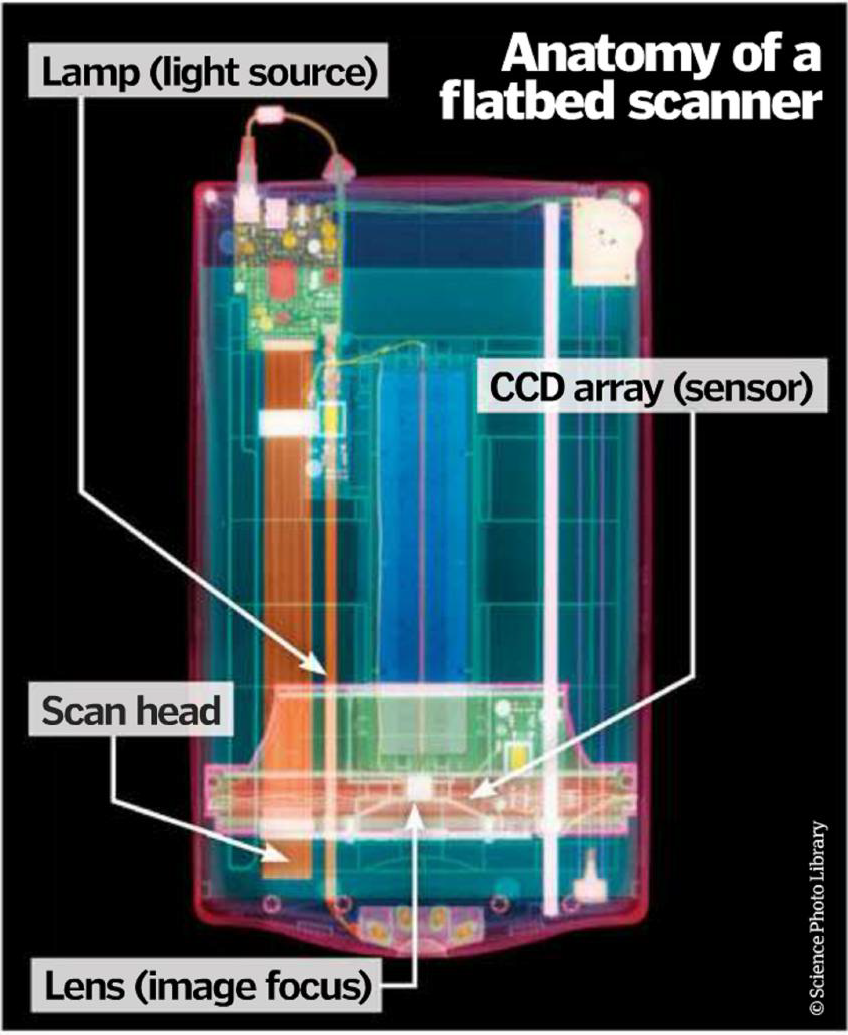 Anatomy of a
flatbed scanner
Lamp (light source)
CCD array (sensor)
Scan head
Lens (image focus)
© Science Photo Library